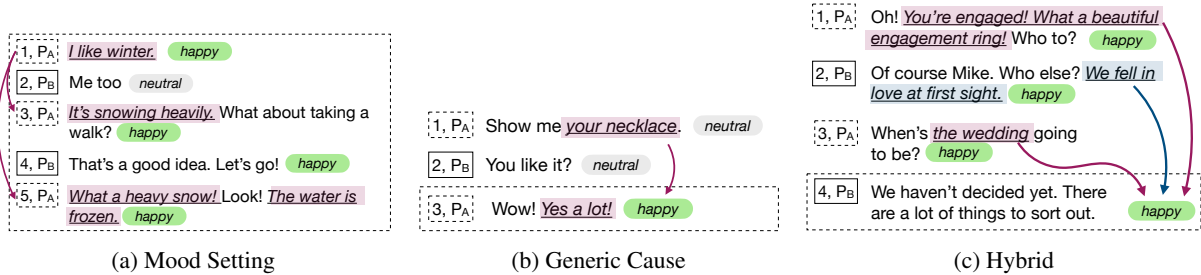 1, PA I like winter. happy
2, PB Me too neutral
3, PA It's snowing heavily. What about taking a
walk? happy
4, PB That's a good idea. Let's go! happy
5, PA What a heavy snow! Look! The water is
frozen. happy
(a) Mood Setting
1, PA Show me your necklace. neutral
2, PB You like it? neutral
3, PA Wow! Yes a lot! happy
(b) Generic Cause
1, PA Oh! You're engaged! What a beautiful
engagement ring! Who to? happy
2, PB Of course Mike. Who else? We fell in
love at first sight. happy
3, PA When's the wedding going
to be? happy
4, PB We haven't decided yet. There
are a lot of things to sort out. happy
(c) Hybrid